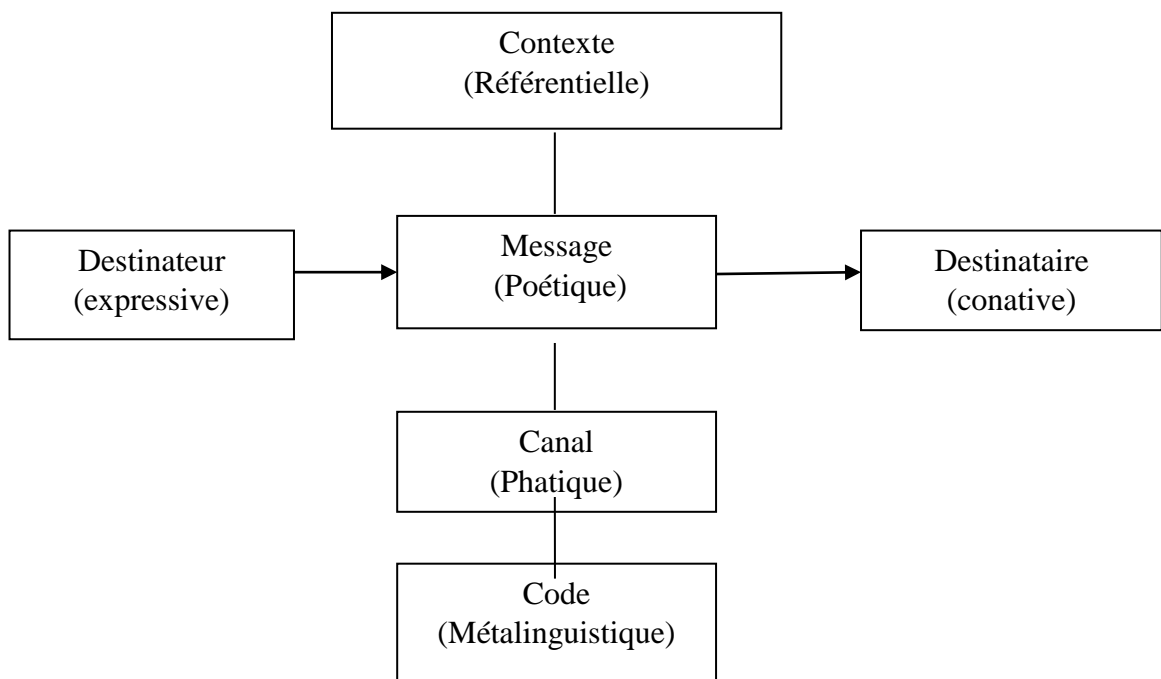 Contexte
(Référentielle)
Destinateur
(expressive)
Message
(Poétique)
Destinataire
(conative)
Canal
(Phatique)
Code
(Métalinguistique)